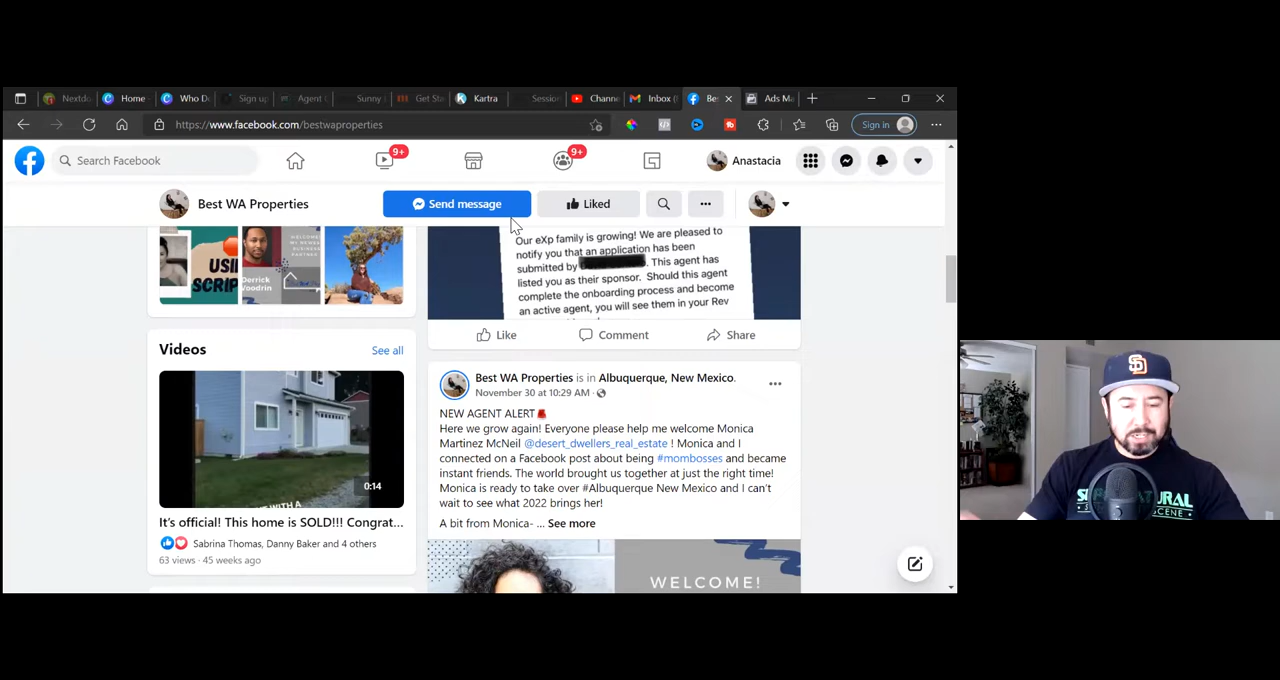 Nextdo
Home
Who D
Sign up
Agent
Sunny
Get Sta
Kartra
Session
Chann
Inbox (
Be
Ads Ma
https://www.facebook.com/bestwaproperties
Sign in
Search Facebook
9+
9+
Anastacia
Best WA Properties
Send message
Liked
USI
SCRIP
WELCOME
Derrick
Woodrin
Our eXp family is growing! We are pleased to
notify you that an application has been
submitted by
. This agent has
listed you as their sponsor. Should this agent
complete the onboarding process and become
an active agent, you will see them in your Rev
Like
Comment
Share
Videos
See all
0:14
It's official! This home is SOLD!!! Congrat...
Sabrina Thomas, Danny Baker and 4 others
63 views · 45 weeks ago
Best WA Properties is in Albuquerque, New Mexico.
November 30 at 10:29 AM ·
NEW AGENT ALERT
Here we grow again! Everyone please help me welcome Monica
Martinez McNeil @desert_dwellers_real_estate ! Monica and I
connected on a Facebook post about being #mombosses and became
instant friends. The world brought us together at just the right time!
Monica is ready to take over #Albuquerque New Mexico and I can't
wait to see what 2022 brings her!
A bit from Monica- ... See more
WELCOME!
SD